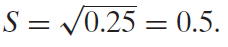 S = √0.25 = 0.5.